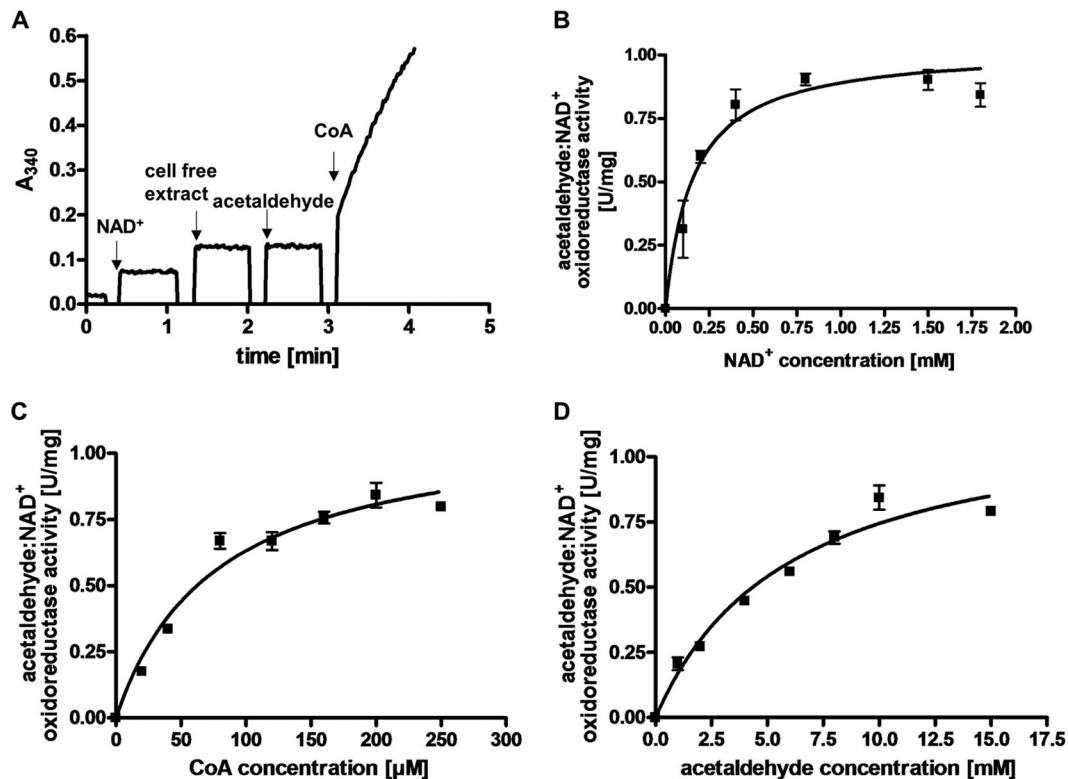 A
A340
0.6
0.5
0.4
0.3
0.2
0.1
0.0
NAD+
cell free
extract
acetaldehyde
CoA
0 1 2 3 4 5
time [min]
B
acetaldehyde:NAD+
oxidoreductase activity
[U/mg]
1.00
0.75
0.50
0.25
0.00
0.00 0.25 0.50 0.75 1.00 1.25 1.50 1.75 2.00
NAD+ concentration [mM]
C
acetaldehyde:NAD+
oxidoreductase activity [U/mg]
1.00
0.75
0.50
0.25
0.00
0 50 100 150 200 250 300
CoA concentration [µM]
D
acetaldehyde:NAD+
oxidoreductase activity [U/mg]
1.00
0.75
0.50
0.25
0.00
0.0 2.5 5.0 7.5 10.0 12.5 15.0 17.5
acetaldehyde concentration [mM]